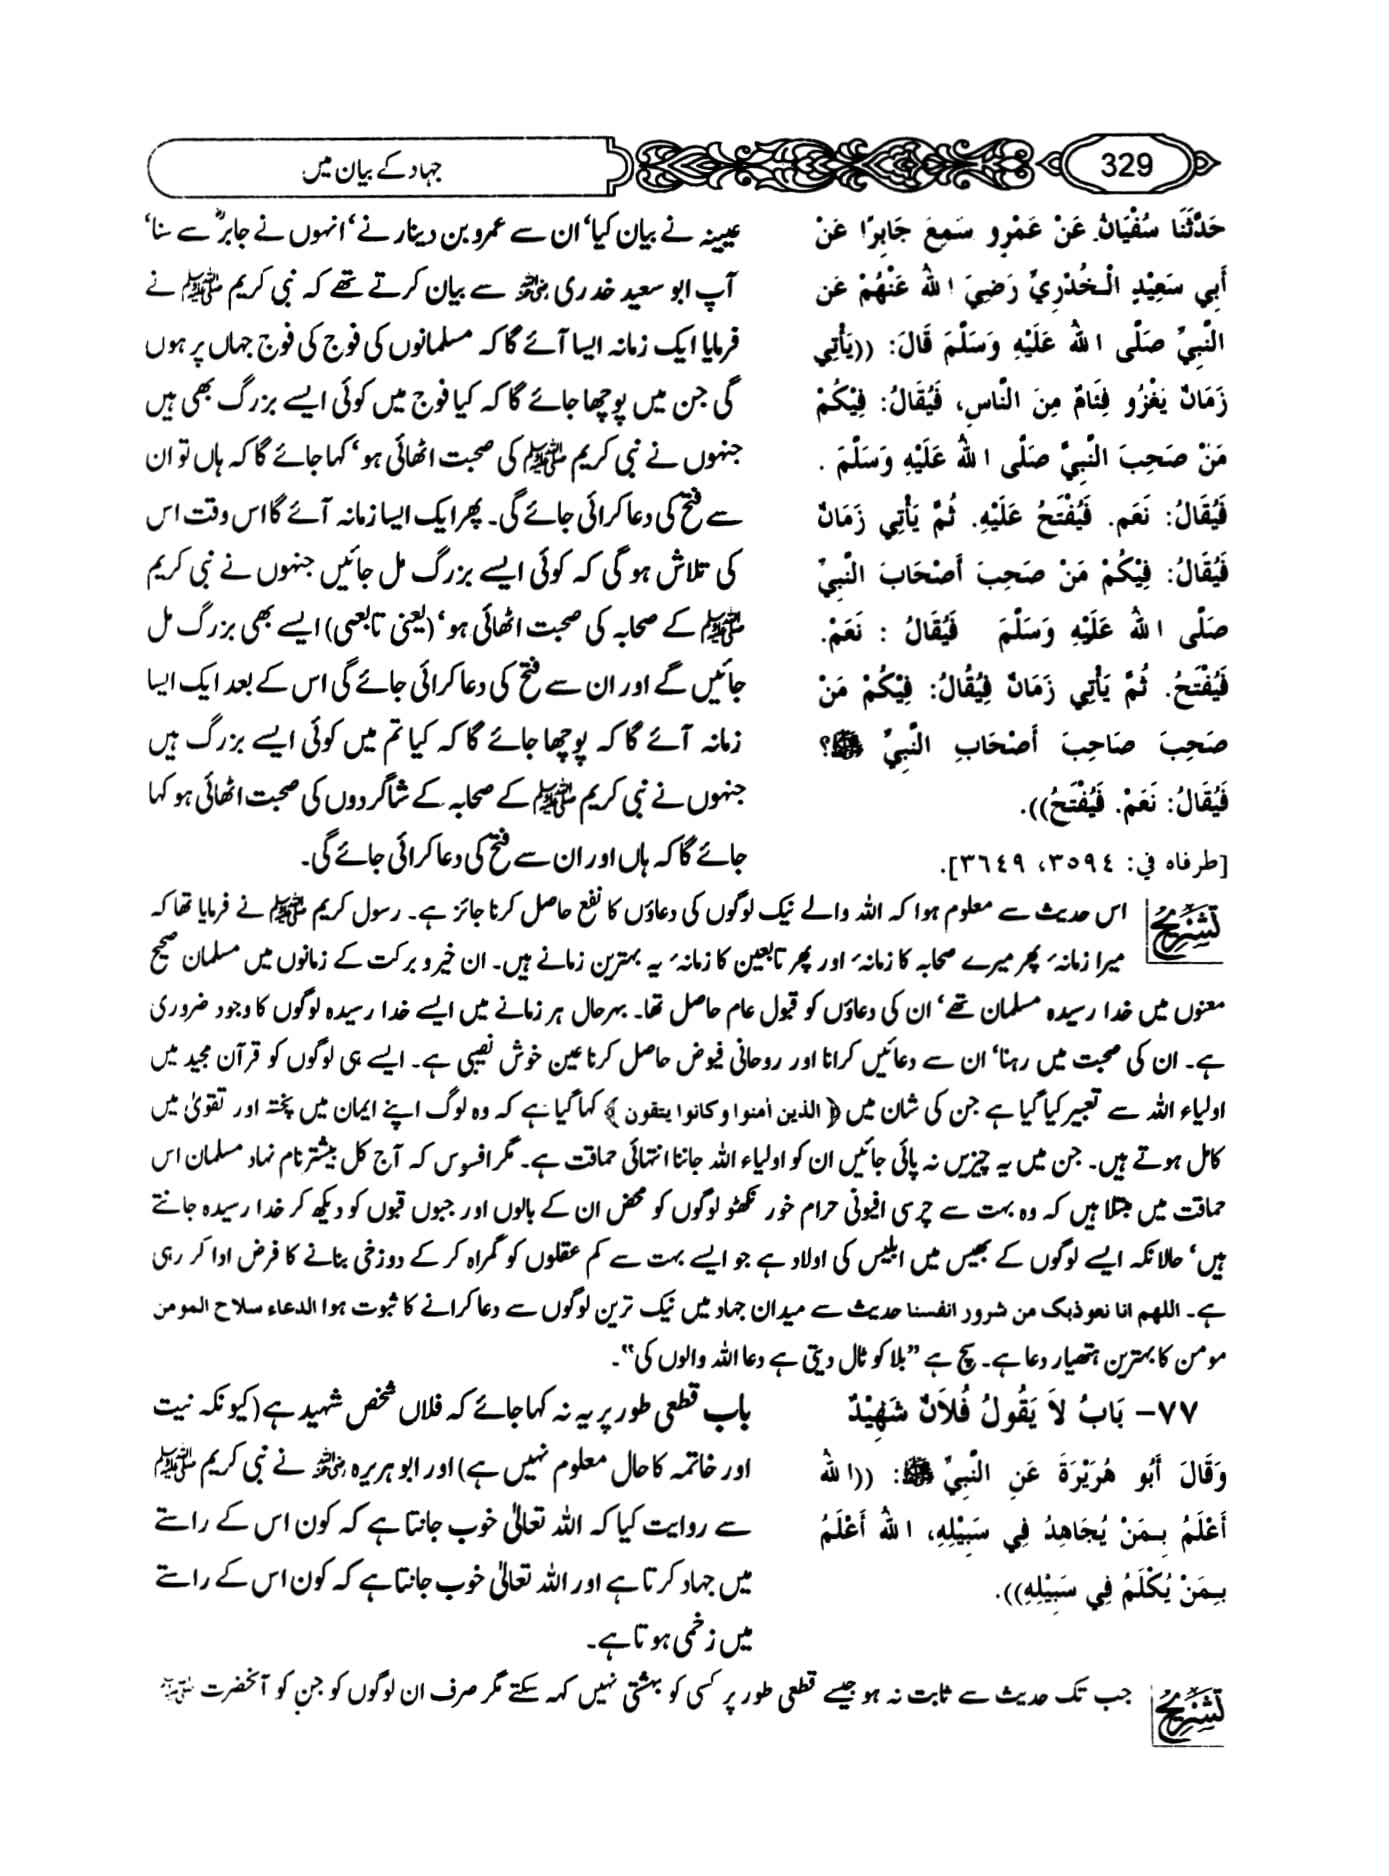 329
جہاد کے بیان میں
حَدَّثَنَا سُفْيَانُ عَنْ عَمْرٍو سَمِعَ جَابِرًا عَنْ
أَبِي سَعِيْدٍ الْخُدْرِيِّ رَضِيَ اللهُ عَنْهُمْ عَنِ
النَّبِيِّ صَلَّى اللهُ عَلَيْهِ وَسَلَّمَ قَالَ: ((يَأْتِي
زَمَانٌ يَغْزُو فِئَامٌ مِنَ النَّاسِ، فَيُقَالُ: فِيْكُمْ
مَنْ صَحِبَ النَّبِيَّ صَلَّى اللهُ عَلَيْهِ وَسَلَّمَ .
فَيُقَالُ: نَعَم. فَيُفْتَحُ عَلَيْهِ. ثُمَّ يَأْتِي زَمَانٌ
فَيُقَالُ: فِيْكُمْ مَنْ صَحِبَ أَصْحَابَ النَّبِيِّ
صَلَّى اللهُ عَلَيْهِ وَسَلَّمَ فَيُقَالُ : نَعَمْ.
فَيُفْتَحُ. ثُمَّ يَأْتِي زَمَانٌ فَيُقَالُ: فِيْكُمْ مَنْ
صَحِبَ صَاحِبَ أَصْحَابِ النَّبِيِّ ﷺ؟
فَيُقَالُ: نَعَمْ. فَيُفْتَحُ)).
[طرفاه في: ٣٥٩٤، ٣٦٤٩].
عیینہ نے بیان کیا‘ ان سے عمرو بن دینار نے‘ انہوں نے جابرؓ سے سنا‘
آپ ابو سعید خدری رضی اللہ عنہ سے بیان کرتے تھے کہ نبی کریم ﷺ نے
فرمایا ایک زمانہ ایسا آئے گا کہ مسلمانوں کی فوج کی فوج جہاں پر ہوں
گی جن میں پوچھا جائے گا کہ کیا فوج میں کوئی ایسے بزرگ بھی ہیں
جنہوں نے نبی کریم ﷺ کی صحبت اٹھائی ہو‘ کہا جائے گا کہ ہاں تو ان
سے فتح کی دعا کرائی جائے گی۔ پھر ایک ایسا زمانہ آئے گا اس وقت اس
کی تلاش ہو گی کہ کوئی ایسے بزرگ مل جائیں جنہوں نے نبی کریم
ﷺ کے صحابہ کی صحبت اٹھائی ہو‘ (یعنی تابعی) ایسے بھی بزرگ مل
جائیں گے اور ان سے فتح کی دعا کرائی جائے گی اس کے بعد ایک ایسا
زمانہ آئے گا کہ پوچھا جائے گا کہ کیا تم میں کوئی ایسے بزرگ ہیں
جنہوں نے نبی کریم ﷺ کے صحابہ کے شاگردوں کی صحبت اٹھائی ہو کہا
جائے گا کہ ہاں اور ان سے فتح کی دعا کرائی جائے گی۔
تشریح اس حدیث سے معلوم ہوا کہ اللہ والے نیک لوگوں کی دعاؤں کا نفع حاصل کرنا جائز ہے۔ رسول کریم ﷺ نے فرمایا تھا کہ
میرا زمانہ‘ پھر میرے صحابہ کا زمانہ‘ اور پھر تابعین کا زمانہ‘ یہ بہترین زمانے ہیں۔ ان خیر و برکت کے زمانوں میں مسلمان صحیح
معنوں میں خدا رسیدہ مسلمان تھے‘ ان کی دعاؤں کو قبول عام حاصل تھا۔ بہرحال ہر زمانے میں ایسے خدا رسیدہ لوگوں کا وجود ضروری
ہے۔ ان کی صحبت میں رہنا‘ ان سے دعائیں کرانا اور روحانی فیوض حاصل کرنا عین خوش نصیبی ہے۔ ایسے ہی لوگوں کو قرآن مجید میں
اولیاء اللہ سے تعبیر کیا گیا ہے جن کی شان میں ﴿الذین امنوا وکانوا یتقون﴾ کہا گیا ہے کہ وہ لوگ اپنے ایمان میں پختہ اور تقویٰ میں
کامل ہوتے ہیں۔ جن میں یہ چیزیں نہ پائی جائیں ان کو اولیاء اللہ جاننا انتہائی حماقت ہے۔ مگر افسوس کہ آج کل بیشتر نام نہاد مسلمان اس
حماقت میں مبتلا ہیں کہ وہ بہت سے چرسی افیونی حرام خور نکھٹو لوگوں کو محض ان کے بالوں اور جبوں قبوں کو دیکھ کر خدا رسیدہ جانتے
ہیں‘ حالانکہ ایسے لوگوں کے بھیس میں ابلیس کی اولاد ہے جو ایسے بہت سے کم عقلوں کو گمراہ کر کے دوزخی بنانے کا فرض ادا کر رہی
ہے۔ اللهم انا نعوذبک من شرور انفسنا حدیث سے میدان جہاد میں نیک ترین لوگوں سے دعا کرانے کا ثبوت ہوا الدعاء سلاح المومن
مومن کا بہترین ہتھیار دعا ہے۔ سچ ہے ”بلا کو ٹال دیتی ہے دعا اللہ والوں کی“۔
٧٧- بَابُ لاَ يَقُولُ فُلاَنٌ شَهِيْدٌ
وَقَالَ أَبُو هُرَيْرَةَ عَنِ النَّبِيِّ ﷺ: ((اللهُ
أَعْلَمُ بِمَنْ يُجَاهِدُ فِي سَبِيْلِهِ، اللهُ أَعْلَمُ
بِمَنْ يُكْلَمُ فِي سَبِيْلِهِ)).
باب قطعی طور پر یہ نہ کہا جائے کہ فلاں شخص شہید ہے (کیونکہ نیت
اور خاتمہ کا حال معلوم نہیں ہے) اور ابو ہریرہ رضی اللہ عنہ نے نبی کریم ﷺ
سے روایت کیا کہ اللہ تعالیٰ خوب جانتا ہے کہ کون اس کے راستے
میں جہاد کرتا ہے اور اللہ تعالیٰ خوب جانتا ہے کہ کون اس کے راستے
میں زخمی ہوتا ہے۔
تشریح جب تک حدیث سے ثابت نہ ہو جیسے قطعی طور پر کسی کو بہشتی نہیں کہہ سکتے مگر صرف ان لوگوں کو جن کو آنحضرت ﷺ